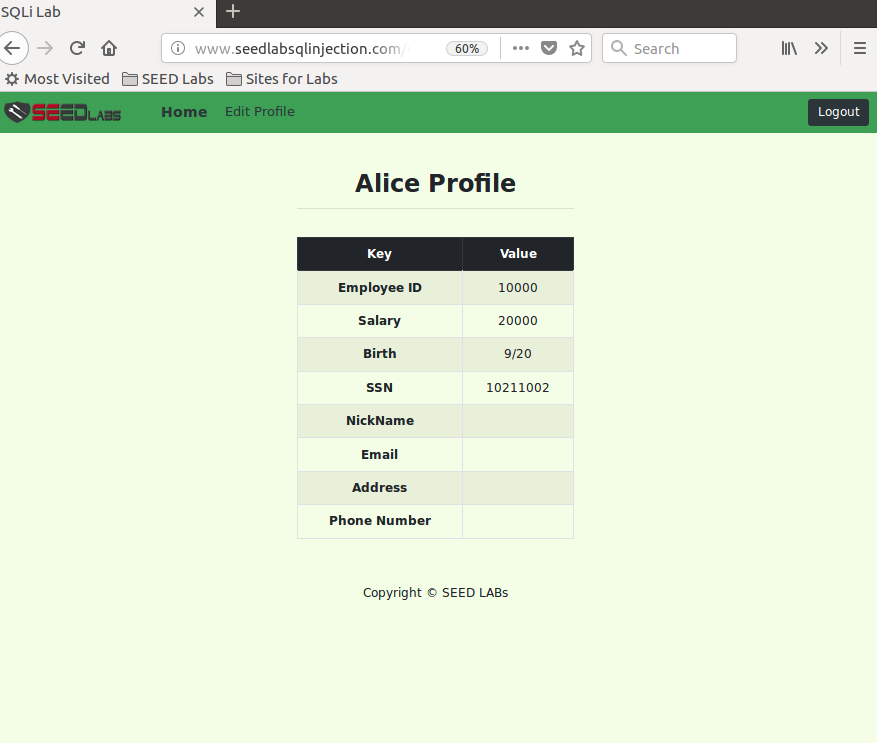 SQLi Lab
www.seedlabsqlinjection.com/
60%
Search
Most Visited SEED Labs Sites for Labs
SEEDLABS Home Edit Profile Logout
Alice Profile
Key Value
Employee ID 10000
Salary 20000
Birth 9/20
SSN 10211002
NickName
Email
Address
Phone Number
Copyright © SEED LABs